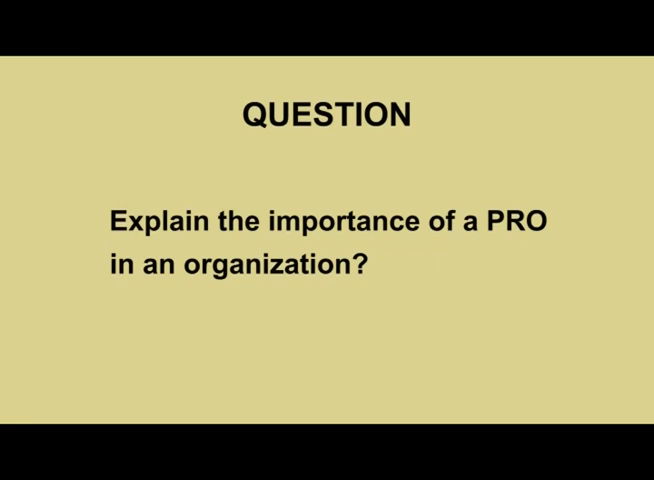 QUESTION
Explain the importance of a PRO
in an organization?